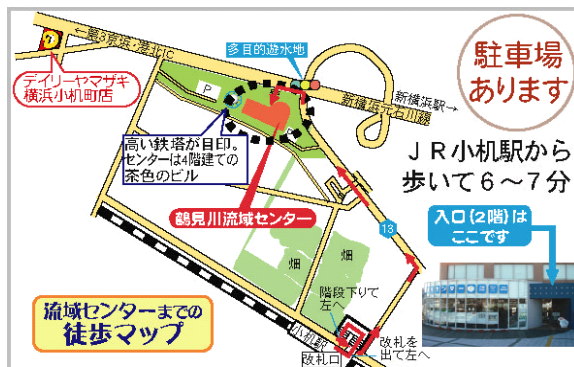 ←第3京浜・港北IC
多目的遊水地
デイリーヤマザキ
横浜小机町店
P
P
新横浜元石川線
新横浜駅→
駐車場
あります
高い鉄塔が目印。
センターは4階建ての
茶色のビル
鶴見川流域センター
JR小机駅から
歩いて6～7分
13
入口(2階)は
ここです
畑
畑
畑
階段下りて
左へ
流域センターまでの
徒歩マップ
小机駅
改札口
改札を
出て左へ